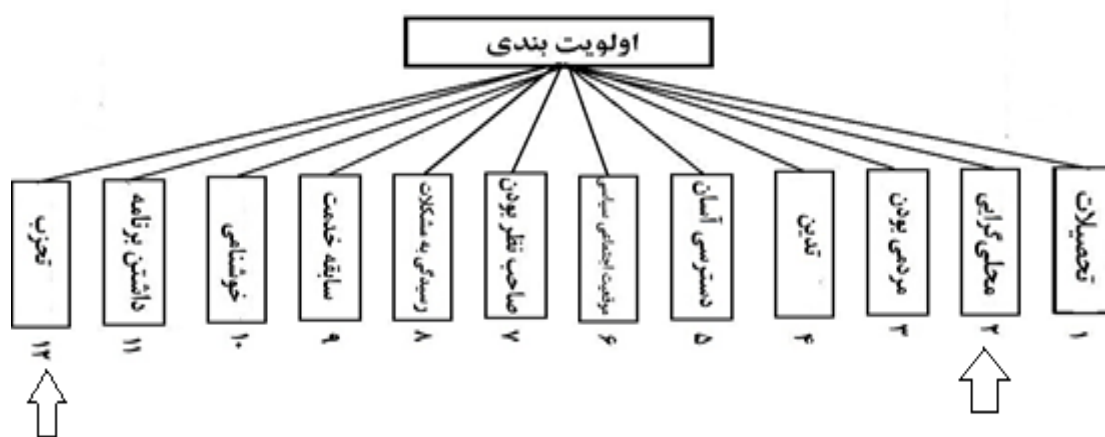 اولویت بندی
تحصیلات
محلی گرایی
مردمی بودن
تدین
دسترسی آسان
موقعیت اجتماعی سیاسی
صاحب نظر بودن
رسیدگی به مشکلات
سابقه خدمت
خوشنامی
داشتن برنامه
تحزب
۱
۲
۳
۴
۵
۶
۷
۸
۹
۱۰
۱۱
۱۲